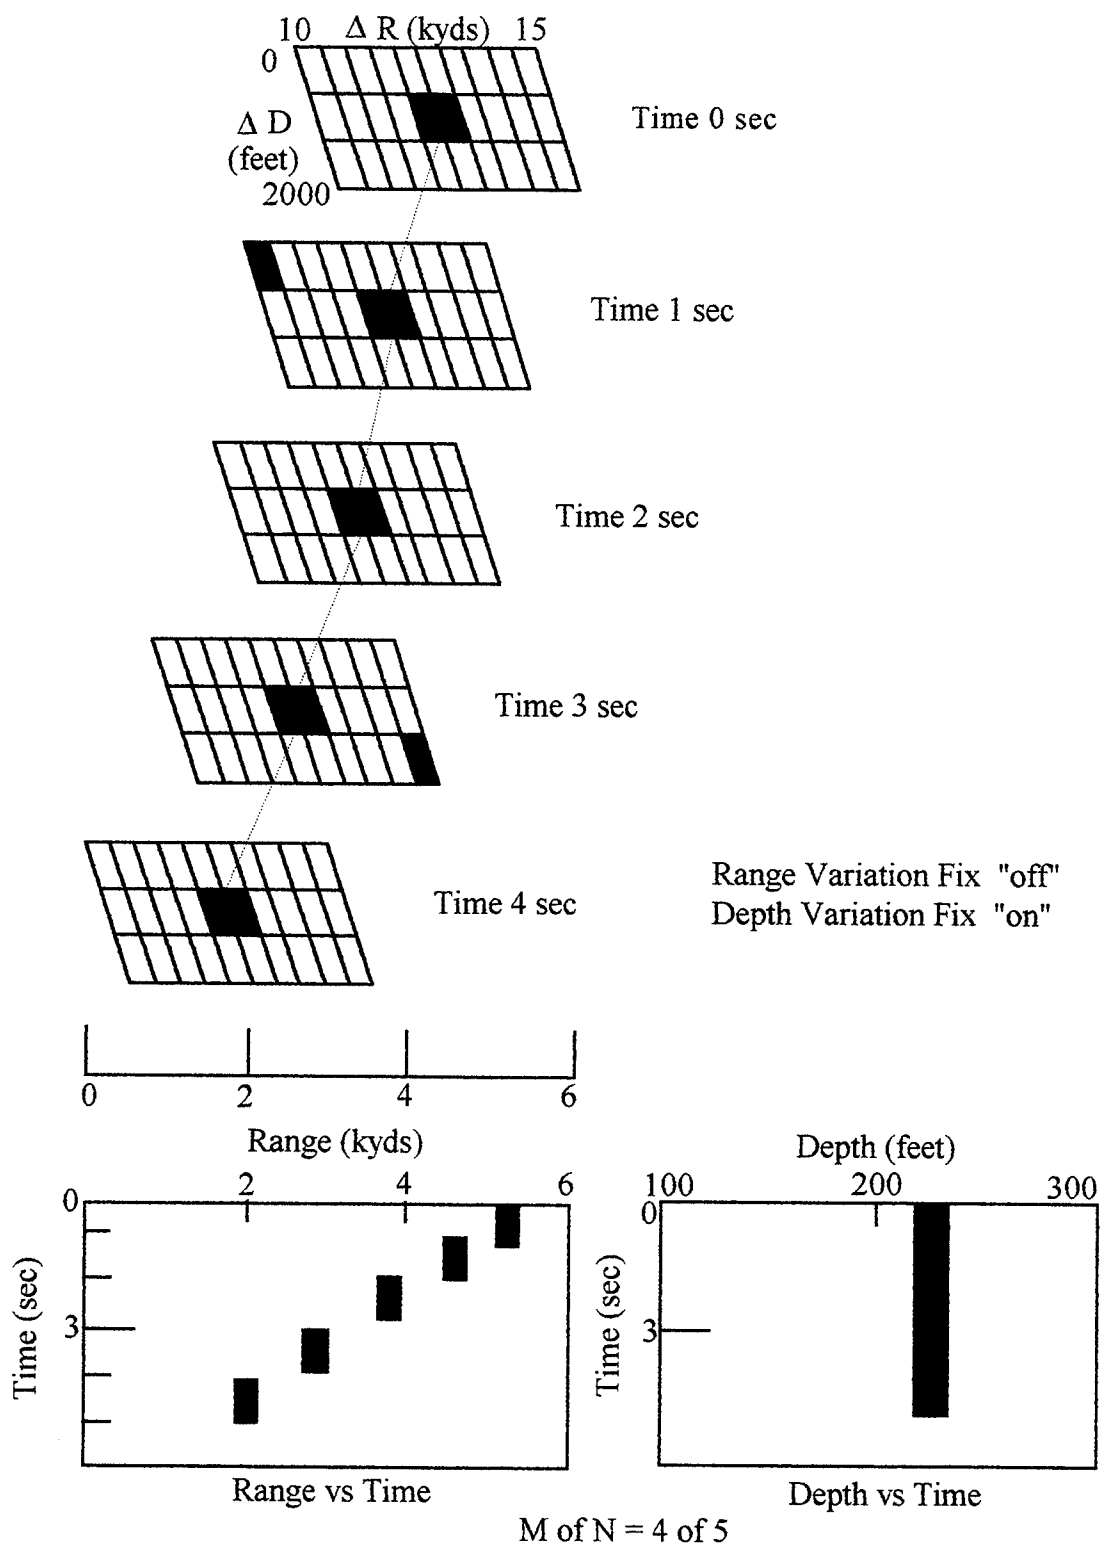 10 Δ R (kyds) 15
0
Δ D
(feet)
2000
Time 0 sec
Time 1 sec
Time 2 sec
Time 3 sec
Time 4 sec
Range Variation Fix "off"
Depth Variation Fix "on"
0 2 4 6
Range (kyds)
2 4 6
0
3
Time (sec)
Range vs Time
Depth (feet)
100 200 300
0
3
Time (sec)
Depth vs Time
M of N = 4 of 5